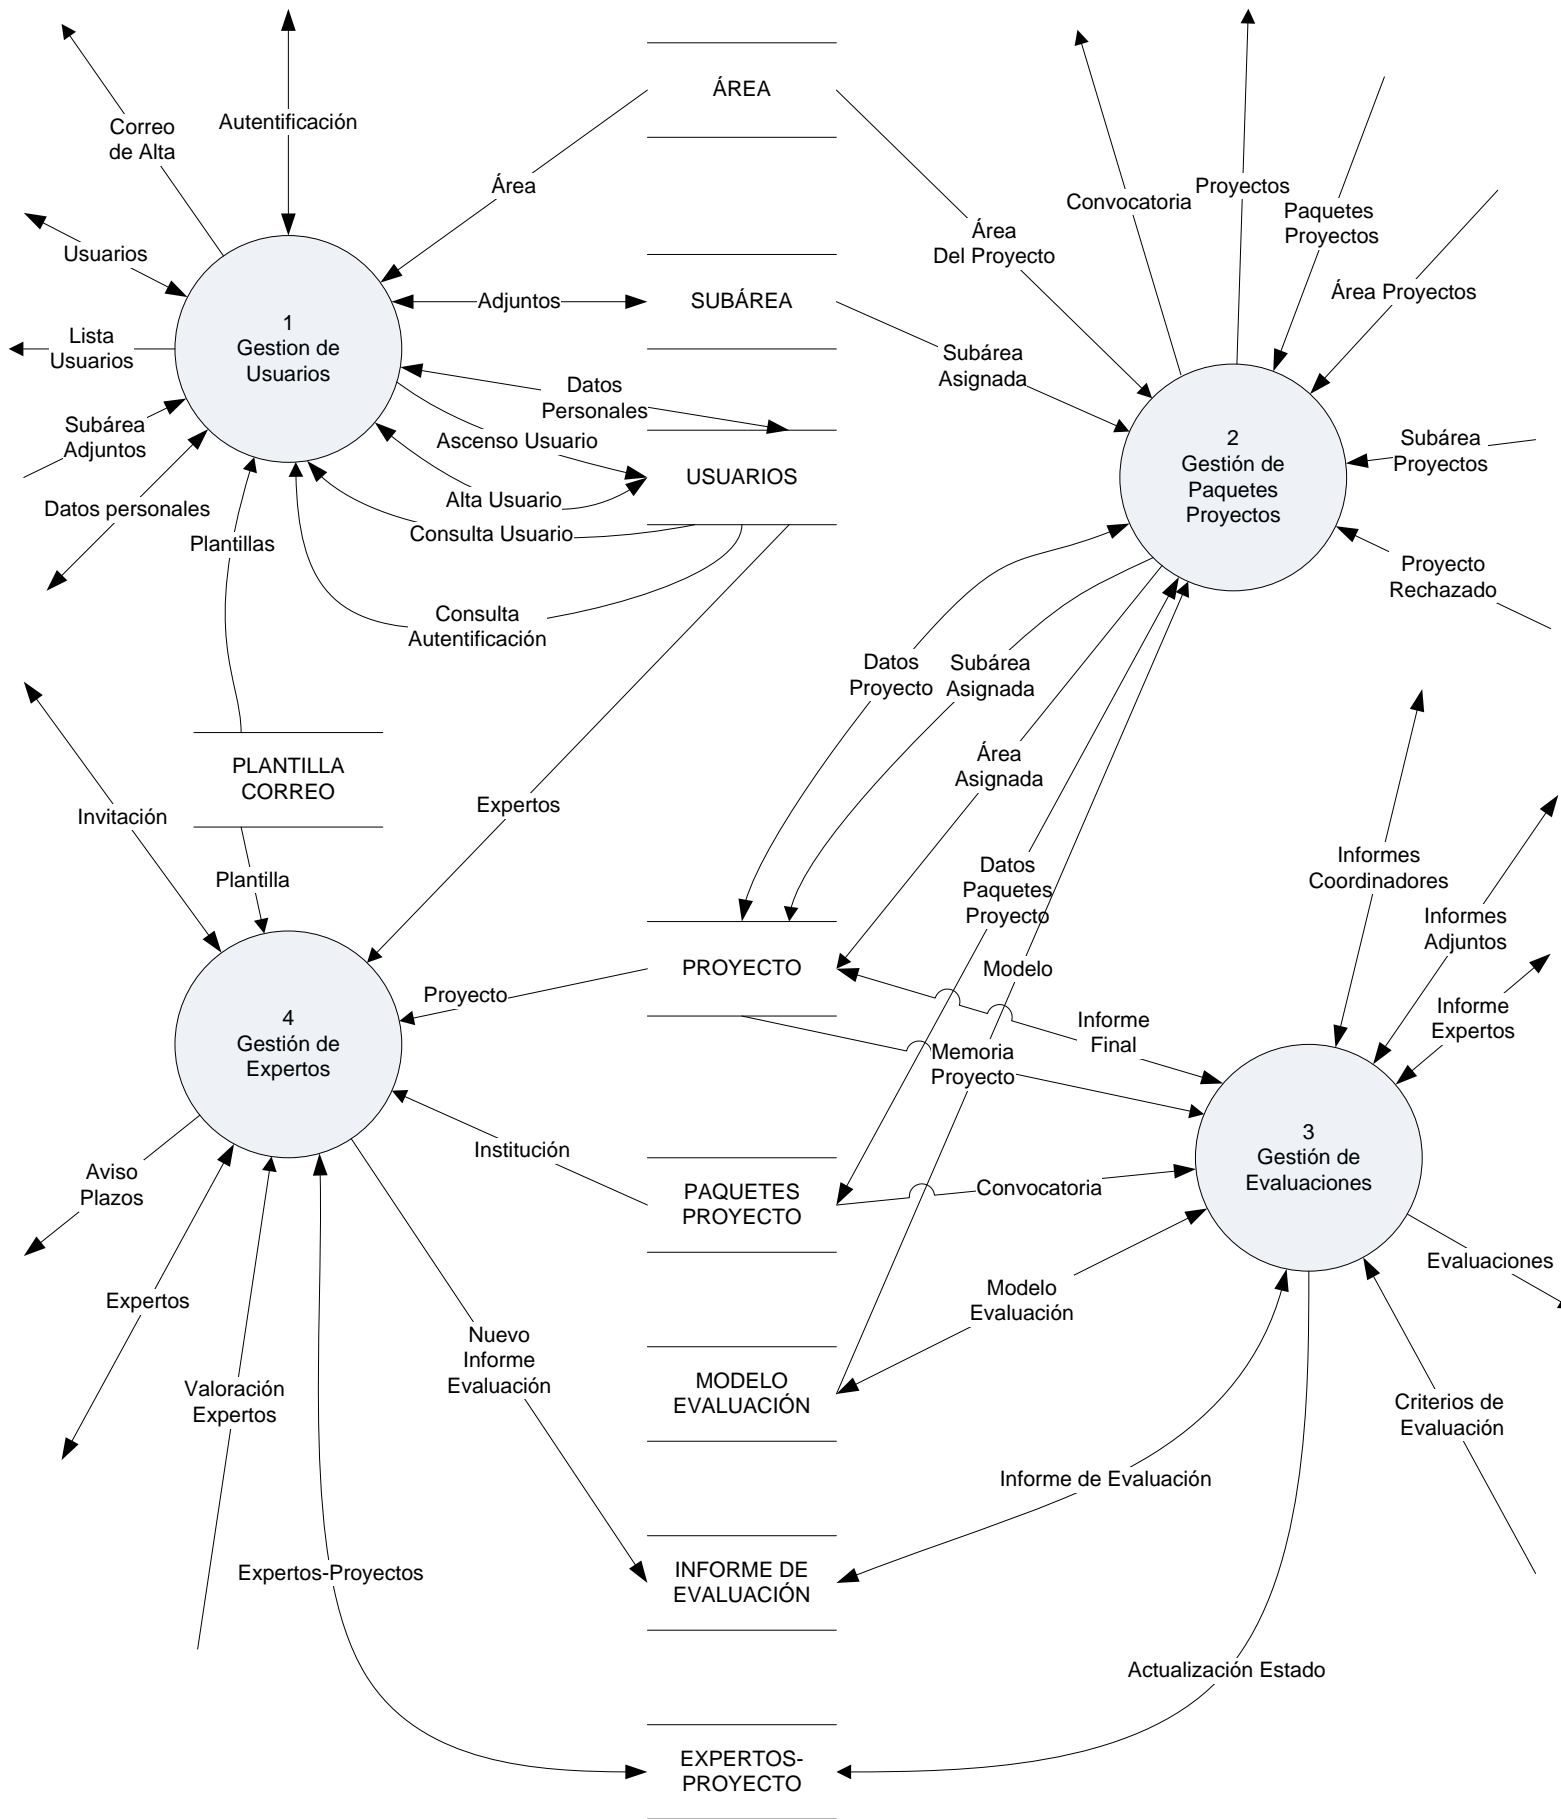 ÁREA
Correo
de Alta
Autentificación
Área
Convocatoria
Proyectos
Paquetes
Proyectos
Área
Del Proyecto
Usuarios
Área Proyectos
Adjuntos
SUBÁREA
1
Gestion de
Usuarios
Lista
Usuarios
Subárea
Asignada
Datos
Personales
Subárea
Adjuntos
Ascenso Usuario
USUARIOS
2
Gestión de
Paquetes
Proyectos
Subárea
Proyectos
Alta Usuario
Datos personales
Consulta Usuario
Plantillas
Proyecto
Rechazado
Consulta
Autentificación
Datos
Proyecto
Subárea
Asignada
PLANTILLA
CORREO
Área
Asignada
Invitación
Expertos
Plantilla
Datos
Paquetes
Proyecto
Informes
Coordinadores
Informes
Adjuntos
PROYECTO
Modelo
Proyecto
Informe
Expertos
4
Gestión de
Expertos
Informe
Final
Memoria
Proyecto
3
Gestión de
Evaluaciones
Institución
Aviso
Plazos
PAQUETES
PROYECTO
Convocatoria
Evaluaciones
Expertos
Modelo
Evaluación
Nuevo
Informe
Evaluación
Valoración
Expertos
MODELO
EVALUACIÓN
Criterios de
Evaluación
Informe de Evaluación
Expertos-Proyectos
INFORME DE
EVALUACIÓN
Actualización Estado
EXPERTOS-
PROYECTO